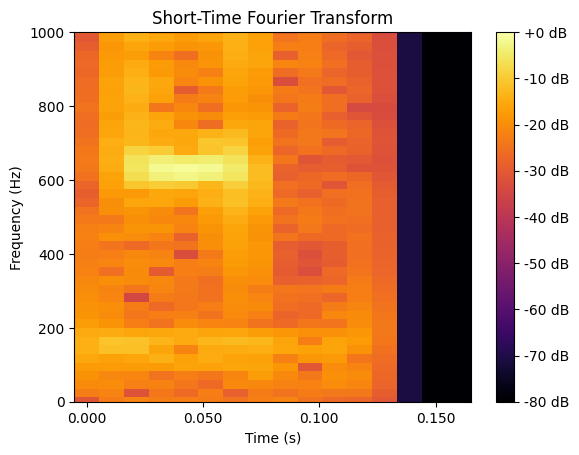 Short-Time Fourier Transform
1000
800
600
400
200
0
Frequency (Hz)
0.000
0.050
0.100
0.150
Time (s)
+0 dB
-10 dB
-20 dB
-30 dB
-40 dB
-50 dB
-60 dB
-70 dB
-80 dB